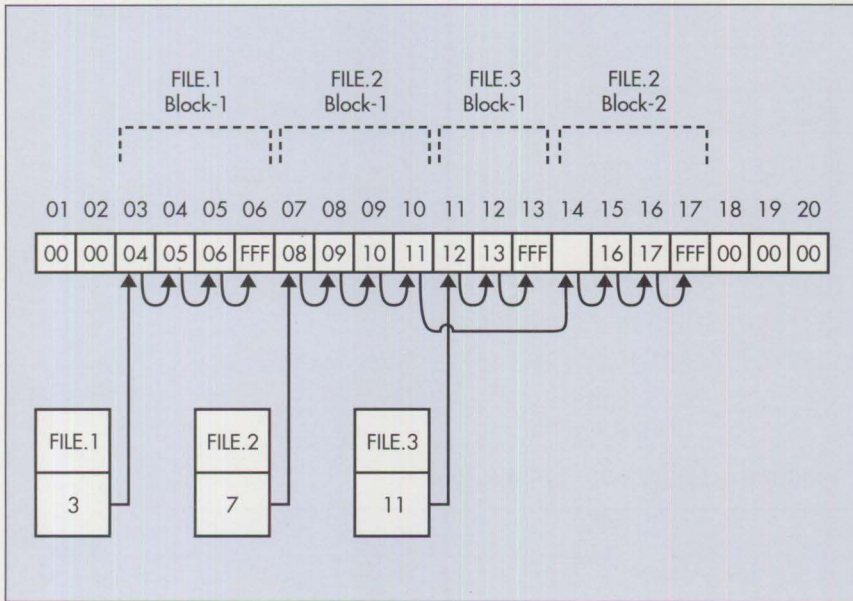 FILE.1 FILE.2 FILE.3 FILE.2
Block-1 Block-1 Block-1 Block-2
01 02 03 04 05 06 07 08 09 10 11 12 13 14 15 16 17 18 19 20
00 00 04 05 06 FFF 08 09 10 11 12 13 FFF 16 17 FFF 00 00 00
FILE.1 FILE.2 FILE.3
3 7 11